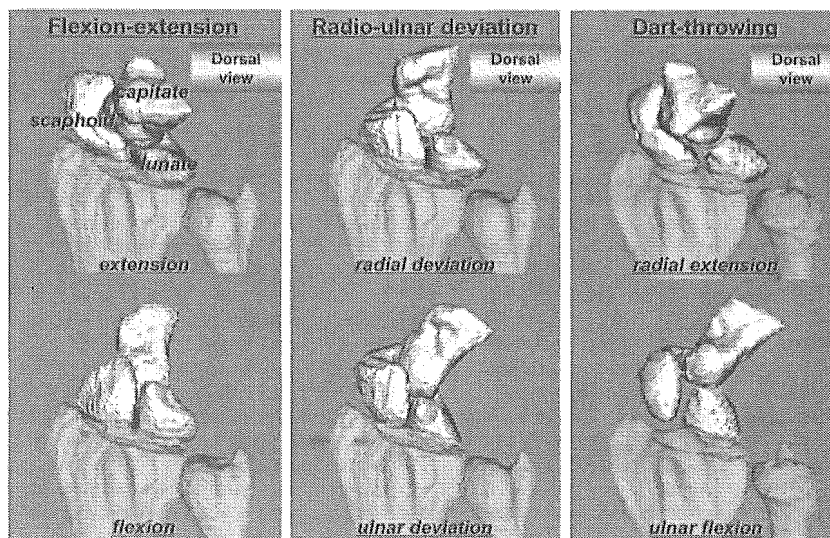 Flexion-extension
Radio-ulnar deviation
Dart-throwing
Dorsal
view
Dorsal
view
Dorsal
view
capitate
scaphoid
lunate
extension
radial deviation
radial extension
flexion
ulnar deviation
ulnar flexion